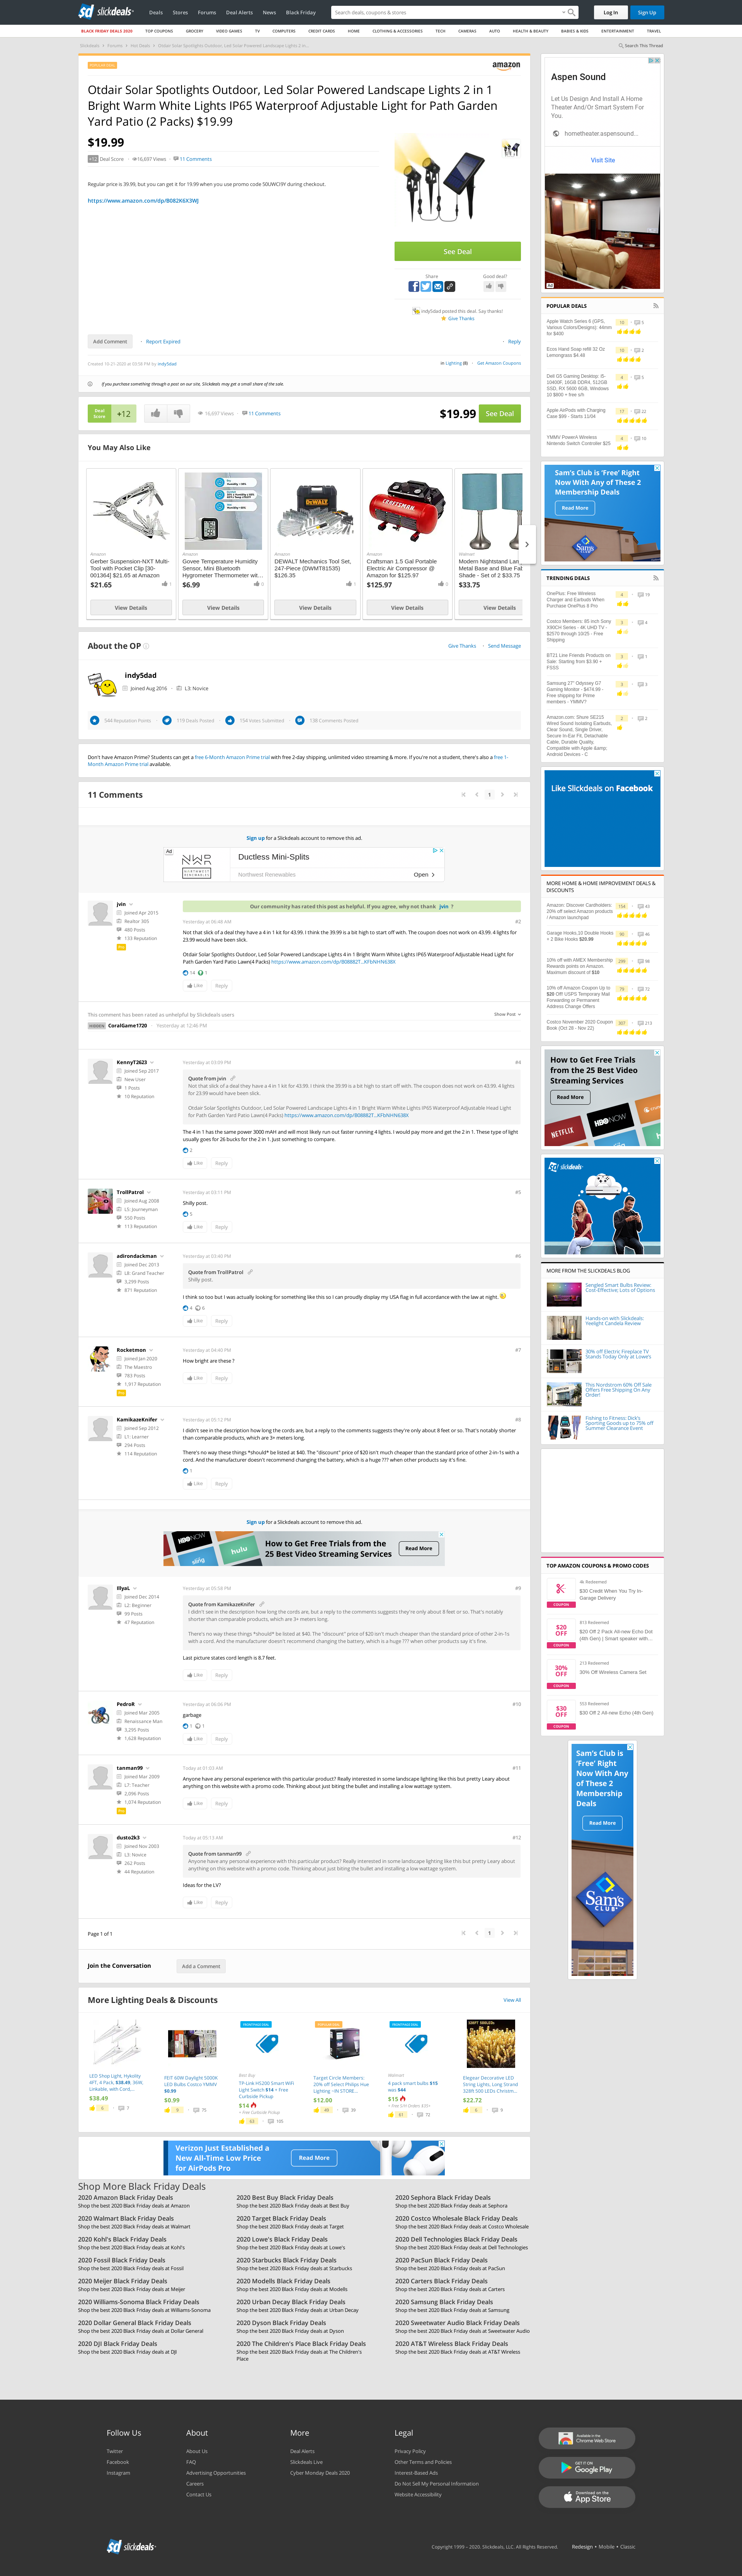 slickdeals
Deals
Stores
Forums
Deal Alerts
News
Black Friday
Search deals, coupons & stores
Log In
Sign Up
BLACK FRIDAY DEALS 2020
TOP COUPONS
GROCERY
VIDEO GAMES
TV
COMPUTERS
CREDIT CARDS
HOME
CLOTHING & ACCESSORIES
TECH
CAMERAS
AUTO
HEALTH & BEAUTY
BABIES & KIDS
ENTERTAINMENT
TRAVEL
Slickdeals
Forums
Hot Deals
Otdair Solar Spotlights Outdoor, Led Solar Powered Landscape Lights 2 in...
Search This Thread
POPULAR DEAL
amazon
Otdair Solar Spotlights Outdoor, Led Solar Powered Landscape Lights 2 in 1
Bright Warm White Lights IP65 Waterproof Adjustable Light for Path Garden
Yard Patio (2 Packs) $19.99
$19.99
+12 Deal Score
16,697 Views
11 Comments
Regular price is 39.99, but you can get it for 19.99 when you use promo code 50UWCI9Y during checkout.
https://www.amazon.com/dp/B082K6X3WJ
See Deal
Share
Good deal?
indy5dad posted this deal. Say thanks!
Give Thanks
Add Comment
Report Expired
Reply
Created 10-21-2020 at 03:58 PM by indy5dad
in Lighting (6)
Get Amazon Coupons
If you purchase something through a post on our site, Slickdeals may get a small share of the sale.
Deal
Score
+12
16,697 Views
11 Comments
$19.99
See Deal
You May Also Like
Amazon
Gerber Suspension-NXT Multi-
Tool with Pocket Clip [30-
001364] $21.65 at Amazon
$21.65
1
View Details
Amazon
Govee Temperature Humidity
Sensor, Mini Bluetooth
Hygrometer Thermometer wit...
$6.99
0
View Details
Amazon
DEWALT Mechanics Tool Set,
247-Piece (DWMT81535)
$126.35
1
View Details
Amazon
Craftsman 1.5 Gal Portable
Electric Air Compressor @
Amazon for $125.97
$125.97
0
View Details
Walmart
Modern Nightstand Lam
Metal Base and Blue Fab
Shade - Set of 2 $33.75
$33.75
View Details
About the OP
Give Thanks
Send Message
indy5dad
Joined Aug 2016
L3: Novice
544 Reputation Points
119 Deals Posted
154 Votes Submitted
138 Comments Posted
Don't have Amazon Prime? Students can get a free 6-Month Amazon Prime trial with free 2-day shipping, unlimited video streaming & more. If you're not a student, there's also a free 1-
Month Amazon Prime trial available.
11 Comments
1
Sign up for a Slickdeals account to remove this ad.
Ad
NWR
NORTHWEST RENEWABLES
Ductless Mini-Splits
Northwest Renewables
Open
jvin
Joined Apr 2015
Realtor 305
480 Posts
133 Reputation
Pro
Our community has rated this post as helpful. If you agree, why not thank jvin ?
Yesterday at 06:48 AM
#2
Not that slick of a deal they have a 4 in 1 kit for 43.99. I think the 39.99 is a high bit to start off with. The coupon does not work on 43.99. 4 lights for
23.99 would have been slick.
Otdair Solar Spotlights Outdoor, Led Solar Powered Landscape Lights 4 in 1 Bright Warm White Lights IP65 Waterproof Adjustable Head Light for
Path Garden Yard Patio Lawn(4 Packs) https://www.amazon.com/dp/B08882T...KFbNHN638X
14
1
Like
Reply
This comment has been rated as unhelpful by Slickdeals users
Show Post
CoralGame1720
Yesterday at 12:46 PM
KennyT2623
Joined Sep 2017
New User
1 Posts
10 Reputation
Yesterday at 03:09 PM
#4
Quote from jvin
Not that slick of a deal they have a 4 in 1 kit for 43.99. I think the 39.99 is a high bit to start off with. The coupon does not work on 43.99. 4 lights
for 23.99 would have been slick.
Otdair Solar Spotlights Outdoor, Led Solar Powered Landscape Lights 4 in 1 Bright Warm White Lights IP65 Waterproof Adjustable Head Light
for Path Garden Yard Patio Lawn(4 Packs) https://www.amazon.com/dp/B08882T...KFbNHN638X
The 4 in 1 has the same power 3000 mAH and will most likely run out faster running 4 lights. I would pay more and get the 2 in 1. These type of light
usually goes for 26 bucks for the 2 in 1. Just something to compare.
2
Like
Reply
TrollPatrol
Joined Aug 2008
L5: Journeyman
550 Posts
113 Reputation
Yesterday at 03:11 PM
#5
Shilly post.
5
Like
Reply
adirondackman
Joined Dec 2013
L8: Grand Teacher
3,299 Posts
871 Reputation
Yesterday at 03:40 PM
#6
Quote from TrollPatrol
Shilly post.
I think so too but I was actually looking for something like this so I can proudly display my USA flag in full accordance with the law at night.
4
6
Like
Reply
Rocketmon
Joined Jan 2020
The Maestro
783 Posts
1,917 Reputation
Pro
Yesterday at 04:40 PM
#7
How bright are these ?
Like
Reply
KamikazeKnifer
Joined Sep 2012
L1: Learner
294 Posts
114 Reputation
Yesterday at 05:12 PM
#8
I didn't see in the description how long the cords are, but a reply to the comments suggests they're only about 8 feet or so. That's notably shorter
than comparable products, which are 3+ meters long.
There's no way these things *should* be listed at $40. The "discount" price of $20 isn't much cheaper than the standard price of other 2-in-1s with a
cord. And the manufacturer doesn't recommend changing the battery, which is a huge ??? when other products state it's fine.
1
Like
Reply
Sign up for a Slickdeals account to remove this ad.
HBO NOW
sling
hulu
How to Get Free Trials from the
25 Best Video Streaming Services
Read More
IllyaL
Joined Dec 2014
L2: Beginner
99 Posts
47 Reputation
Yesterday at 05:58 PM
#9
Quote from KamikazeKnifer
I didn't see in the description how long the cords are, but a reply to the comments suggests they're only about 8 feet or so. That's notably
shorter than comparable products, which are 3+ meters long.
There's no way these things *should* be listed at $40. The "discount" price of $20 isn't much cheaper than the standard price of other 2-in-1s
with a cord. And the manufacturer doesn't recommend changing the battery, which is a huge ??? when other products state it's fine.
Last picture states cord length is 8.7 feet.
Like
Reply
PedroR
Joined Mar 2005
Renaissance Man
3,295 Posts
1,628 Reputation
Yesterday at 06:06 PM
#10
garbage
1
1
Like
Reply
tanman99
Joined Mar 2009
L7: Teacher
2,096 Posts
1,074 Reputation
Pro
Today at 01:03 AM
#11
Anyone have any personal experience with this particular product? Really interested in some landscape lighting like this but pretty Leary about
anything on this website with a promo code. Thinking about just biting the bullet and installing a low wattage system.
Like
Reply
dusto2k3
Joined Nov 2003
L3: Novice
262 Posts
44 Reputation
Today at 05:13 AM
#12
Quote from tanman99
Anyone have any personal experience with this particular product? Really interested in some landscape lighting like this but pretty Leary about
anything on this website with a promo code. Thinking about just biting the bullet and installing a low wattage system.
Ideas for the LV?
Like
Reply
Page 1 of 1
1
Join the Conversation
Add a Comment
More Lighting Deals & Discounts
View All
LED Shop Light, Hykolity
4FT, 4 Pack, $38.49, 36W,
Linkable, with Cord,...
$38.49
6
7
FEIT 60W Daylight 5000K
LED Bulbs Costco YMMV
$0.99
$0.99
9
75
FRONTPAGE DEAL
Best Buy
TP-Link HS200 Smart WiFi
Light Switch $14 + Free
Curbside Pickup
$14
+ Free Curbside Pickup
63
100
POPULAR DEAL
Target Circle Members:
20% off Select Philips Hue
Lighting - IN STORE...
$12.00
49
39
FRONTPAGE DEAL
Walmart
4 pack smart bulbs $15
was $44
$15
+ Free S/H Orders $35+
61
72
Elegear Decorative LED
String Lights, Long Strand
328ft 500 LEDs Christm...
$22.72
6
9
Verizon Just Established a
New All-Time Low Price
for AirPods Pro
Read More
Shop More Black Friday Deals
2020 Amazon Black Friday Deals
Shop the best 2020 Black Friday deals at Amazon
2020 Best Buy Black Friday Deals
Shop the best 2020 Black Friday deals at Best Buy
2020 Sephora Black Friday Deals
Shop the best 2020 Black Friday deals at Sephora
2020 Walmart Black Friday Deals
Shop the best 2020 Black Friday deals at Walmart
2020 Target Black Friday Deals
Shop the best 2020 Black Friday deals at Target
2020 Costco Wholesale Black Friday Deals
Shop the best 2020 Black Friday deals at Costco Wholesale
2020 Kohl's Black Friday Deals
Shop the best 2020 Black Friday deals at Kohl's
2020 Lowe's Black Friday Deals
Shop the best 2020 Black Friday deals at Lowe's
2020 Dell Technologies Black Friday Deals
Shop the best 2020 Black Friday deals at Dell Technologies
2020 Fossil Black Friday Deals
Shop the best 2020 Black Friday deals at Fossil
2020 Starbucks Black Friday Deals
Shop the best 2020 Black Friday deals at Starbucks
2020 PacSun Black Friday Deals
Shop the best 2020 Black Friday deals at PacSun
2020 Meijer Black Friday Deals
Shop the best 2020 Black Friday deals at Meijer
2020 Modells Black Friday Deals
Shop the best 2020 Black Friday deals at Modells
2020 Carters Black Friday Deals
Shop the best 2020 Black Friday deals at Carters
2020 Williams-Sonoma Black Friday Deals
Shop the best 2020 Black Friday deals at Williams-Sonoma
2020 Urban Decay Black Friday Deals
Shop the best 2020 Black Friday deals at Urban Decay
2020 Samsung Black Friday Deals
Shop the best 2020 Black Friday deals at Samsung
2020 Dollar General Black Friday Deals
Shop the best 2020 Black Friday deals at Dollar General
2020 Dyson Black Friday Deals
Shop the best 2020 Black Friday deals at Dyson
2020 Sweetwater Audio Black Friday Deals
Shop the best 2020 Black Friday deals at Sweetwater Audio
2020 DJI Black Friday Deals
Shop the best 2020 Black Friday deals at DJI
2020 The Children's Place Black Friday Deals
Shop the best 2020 Black Friday deals at The Children's
Place
2020 AT&T Wireless Black Friday Deals
Shop the best 2020 Black Friday deals at AT&T Wireless
Aspen Sound
Let Us Design And Install A Home
Theater And/Or Smart System For
You.
hometheater.aspensound...
Visit Site
Ad
POPULAR DEALS
Apple Watch Series 6 (GPS,
Various Colors/Designs): 44mm
for $400
Ecos Hand Soap refill 32 Oz
Lemongrass $4.48
Dell G5 Gaming Desktop: i5-
10400F, 16GB DDR4, 512GB
SSD, RX 5600 6GB, Windows
10 $800 + free s/h
Apple AirPods with Charging
Case $99 - Starts 11/04
YMMV PowerA Wireless
Nintendo Switch Controller $25
Sam's Club is 'Free' Right
Now With Any of These 2
Membership Deals
Read More
Sam's
CLUB
TRENDING DEALS
OnePlus: Free Wireless
Charger and Earbuds When
Purchase OnePlus 8 Pro
Costco Members: 85 inch Sony
X90CH Series - 4K UHD TV -
$2570 through 10/25 - Free
Shipping
BT21 Line Friends Products on
Sale: Starting from $3.90 +
FSSS
Samsung 27" Odyssey G7
Gaming Monitor - $474.99 -
Free shipping for Prime
members - YMMV?
Amazon.com: Shure SE215
Wired Sound Isolating Earbuds,
Clear Sound, Single Driver,
Secure In-Ear Fit, Detachable
Cable, Durable Quality,
Compatible with Apple &amp;
Android Devices - C
Like Slickdeals on Facebook
MORE HOME & HOME IMPROVEMENT DEALS &
DISCOUNTS
Amazon: Discover Cardholders:
20% off select Amazon products
/ Amazon launchpad
Garage Hooks 10 Double Hooks
+ 2 Bike Hooks $20.99
10% off with AMEX Membership
Rewards points on Amazon.
Maximum discount of $10
10% off Amazon Coupon Up to
$20 Off! USPS Temporary Mail
Forwarding or Permanent
Address Change Offers
Costco November 2020 Coupon
Book (Oct 28 - Nov 22)
How to Get Free Trials
from the 25 Best Video
Streaming Services
Read More
NETFLIX
HBO NOW
hulu
slickdeals
MORE FROM THE SLICKDEALS BLOG
Sengled Smart Bulbs Review:
Cost-Effective; Lots of Options
Hands-on with Slickdeals:
Yeelight Candela Review
30% off Electric Fireplace TV
Stands Today Only at Lowe's
This Nordstrom 60% Off Sale
Offers Free Shipping On Any
Order!
Fishing to Fitness: Dick's
Sporting Goods up to 75% off
Summer Clearance Event
TOP AMAZON COUPONS & PROMO CODES
4k Redeemed
$30 Credit When You Try In-
Garage Delivery
COUPON
$20
OFF
COUPON
813 Redeemed
$20 Off 2 Pack All-new Echo Dot
(4th Gen) | Smart speaker with...
30%
OFF
COUPON
213 Redeemed
30% Off Wireless Camera Set
$30
OFF
COUPON
553 Redeemed
$30 Off 2 All-new Echo (4th Gen)
Sam's Club is
'Free' Right
Now With Any
of These 2
Membership
Deals
Read More
Sam's
CLUB
Follow Us
Twitter
Facebook
Instagram
About
About Us
FAQ
Advertising Opportunities
Careers
Contact Us
More
Deal Alerts
Slickdeals Live
Cyber Monday Deals 2020
Legal
Privacy Policy
Other Terms and Policies
Interest-Based Ads
Do Not Sell My Personal Information
Website Accessibility
Available in the
Chrome Web Store
GET IT ON
Google Play
Download on the
App Store
slickdeals
Copyright 1999 - 2020. Slickdeals, LLC. All Rights Reserved.
Redesign • Mobile • Classic